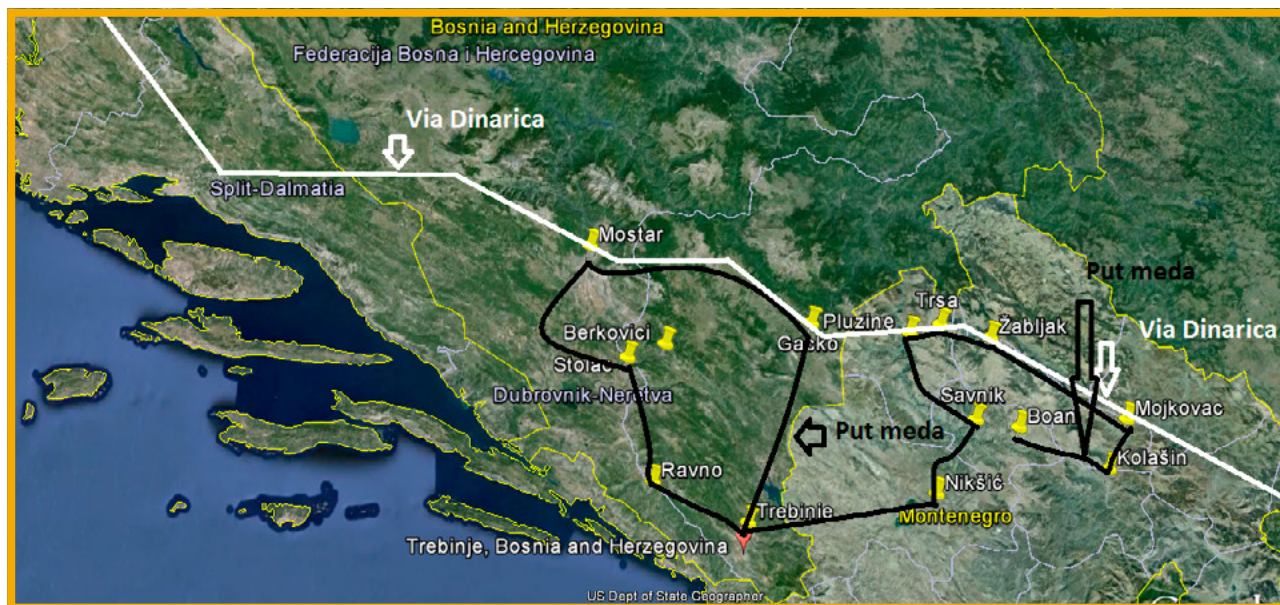 Bosnia and Herzegovina
Federacija Bosna i Hercegovina
Via Dinarica
Split-Dalmatia
Mostar
Put meda
Trsa
Pluzine
Žabljak
Via Dinarica
Berkovici
Gacko
Stolac
Dubrovnik-Neretva
Savnik
Boan
Mojkovac
Put meda
Kolašin
Ravno
Nikšić
Montenegro
Trebinje
Trebinje, Bosnia and Herzegovina
US Dept of State Geographer